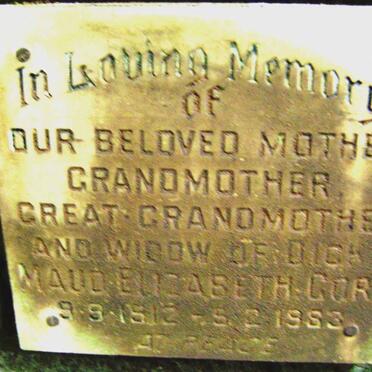 In Loving Memory
of
OUR BELOVED MOTHE
GRANDMOTHER,
GREAT-GRANDMOTHE
AND WIDOW OF DICK
MAUD ELIZABETH COR
9-9-1912 - 5-2-1983
AT PEACE